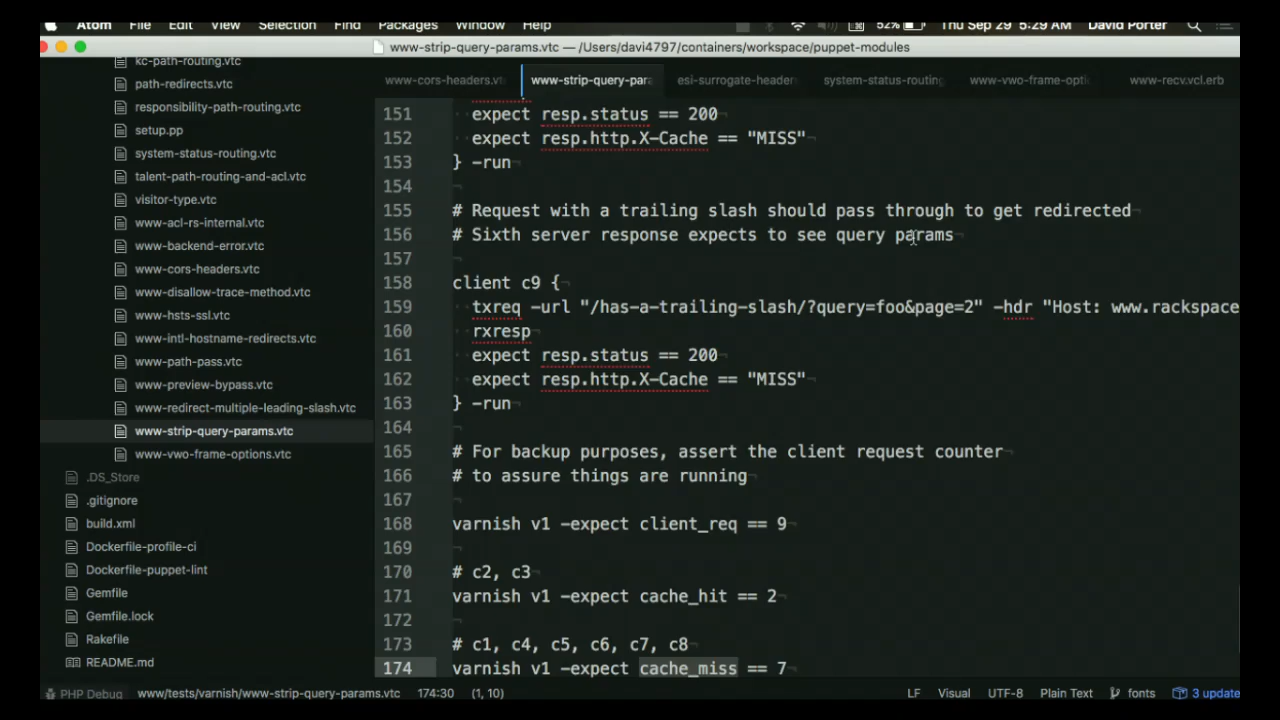 Atom File Edit View Selection Find Packages Window Help 52% Thu Sep 29 5:29 AM David Porter
www-strip-query-params.vtc — /Users/davi4797/containers/workspace/puppet-modules
kc-path-routing.vtc
path-redirects.vtc
responsibility-path-routing.vtc
setup.pp
system-status-routing.vtc
talent-path-routing-and-acl.vtc
visitor-type.vtc
www-acl-rs-internal.vtc
www-backend-error.vtc
www-cors-headers.vtc
www-disallow-trace-method.vtc
www-hsts-ssl.vtc
www-intl-hostname-redirects.vtc
www-path-pass.vtc
www-preview-bypass.vtc
www-redirect-multiple-leading-slash.vtc
www-strip-query-params.vtc
www-vwo-frame-options.vtc
.DS_Store
.gitignore
build.xml
Dockerfile-profile-ci
Dockerfile-puppet-lint
Gemfile
Gemfile.lock
Rakefile
README.md
www-cors-headers.vt www-strip-query-para esi-surrogate-header system-status-routing www-vwo-frame-opti www-recv.vcl.erb
151 expect resp.status == 200
152 expect resp.http.X-Cache == "MISS"
153 } -run
154
155 # Request with a trailing slash should pass through to get redirected
156 # Sixth server response expects to see query params
157
158 client c9 {
159 txreq -url "/has-a-trailing-slash/?query=foo&page=2" -hdr "Host: www.rackspace
160 rxresp
161 expect resp.status == 200
162 expect resp.http.X-Cache == "MISS"
163 } -run
164
165 # For backup purposes, assert the client request counter
166 # to assure things are running
167
168 varnish v1 -expect client_req == 9
169
170 # c2, c3
171 varnish v1 -expect cache_hit == 2
172
173 # c1, c4, c5, c6, c7, c8
174 varnish v1 -expect cache_miss == 7
PHP Debug www/tests/varnish/www-strip-query-params.vtc 174:30 (1, 10) LF Visual UTF-8 Plain Text fonts 3 update